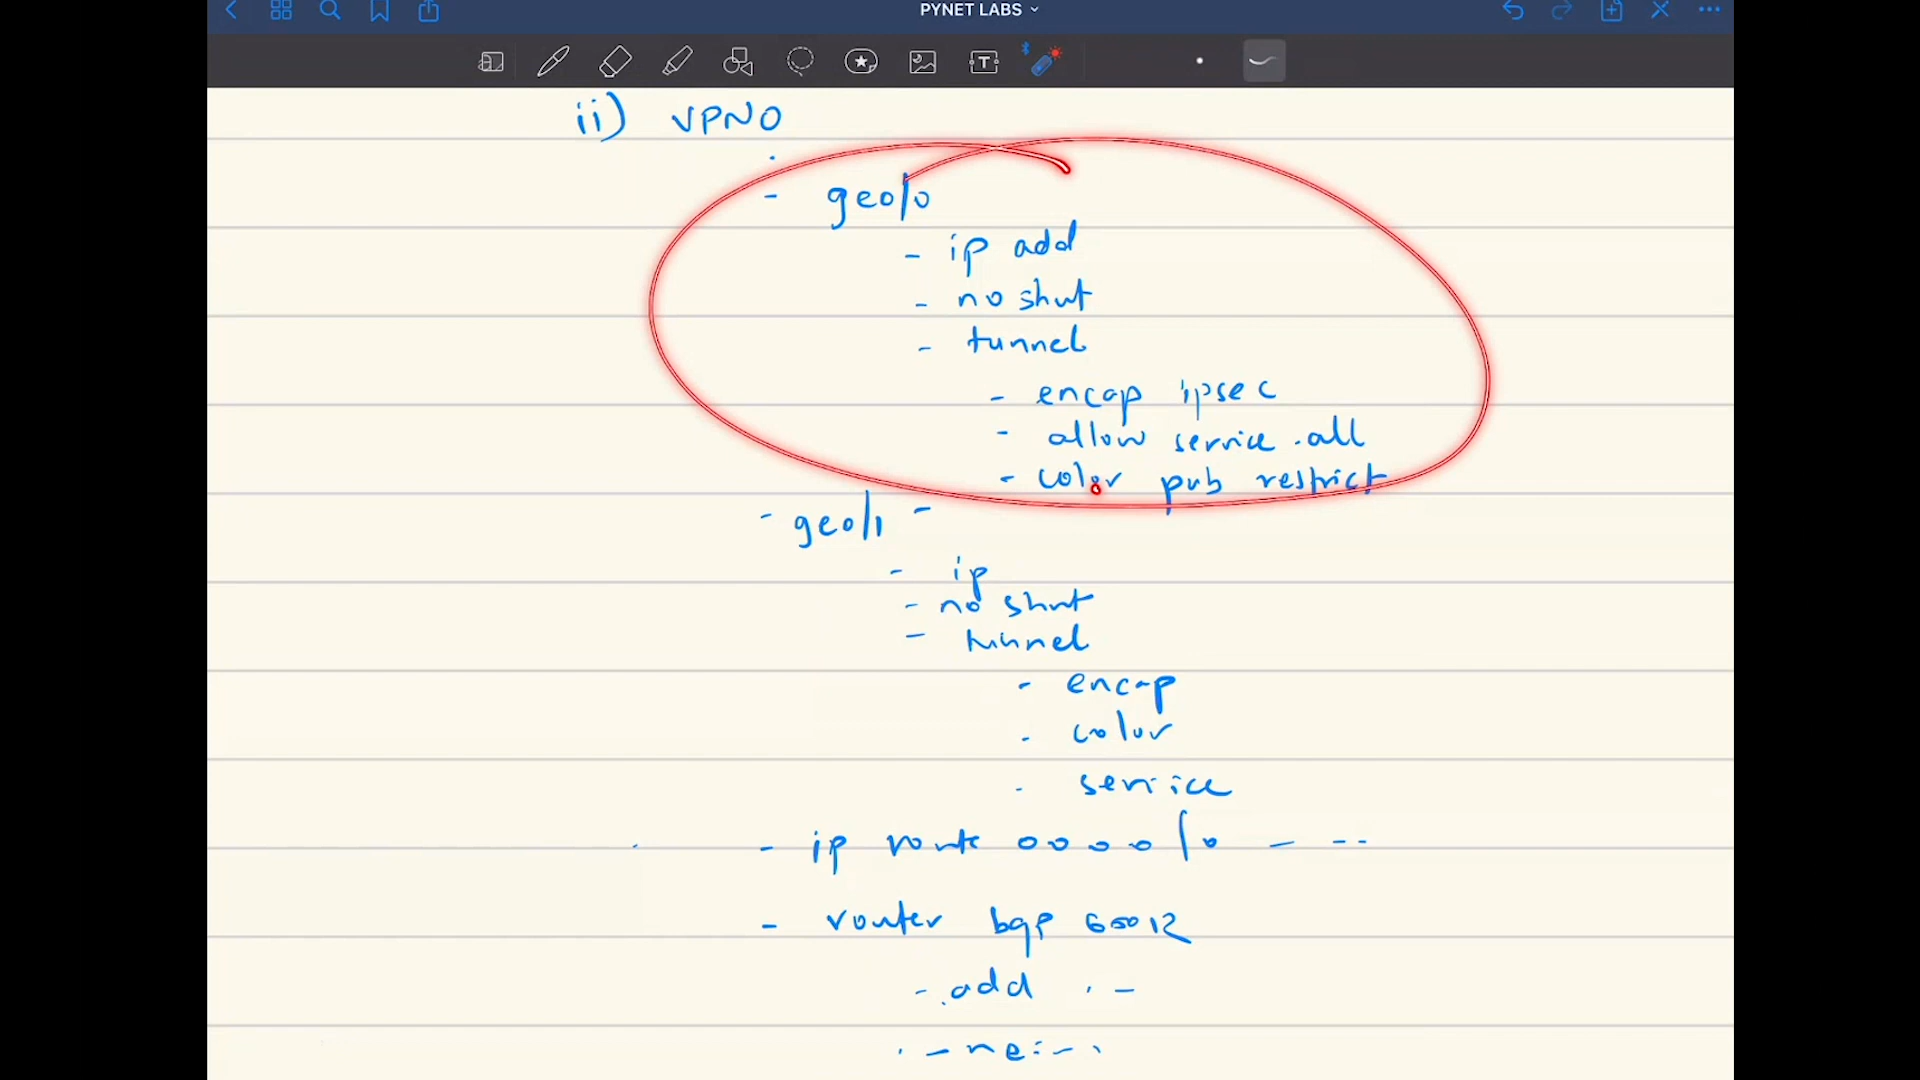 PYNET LABS
ii) VPN0
- ge0/0
- ip add
- no shut
- tunnel
- encap ipsec
- allow service all
- color pub restrict
- ge0/1 -
- ip
- no shut
- tunnel
- encap
- color
- service
- ip route 0 0 0 0 / 0 - --
- router bgp 65012
- add . -